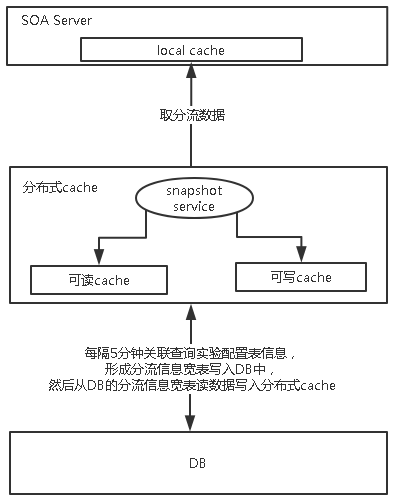 SOA Server
local cache
取分流数据
分布式cache
snapshot
service
可读cache
可写cache
每隔5分钟关联查询实验配置表信息，
形成分流信息宽表写入DB中，
然后从DB的分流信息宽表读数据写入分布式cache
DB